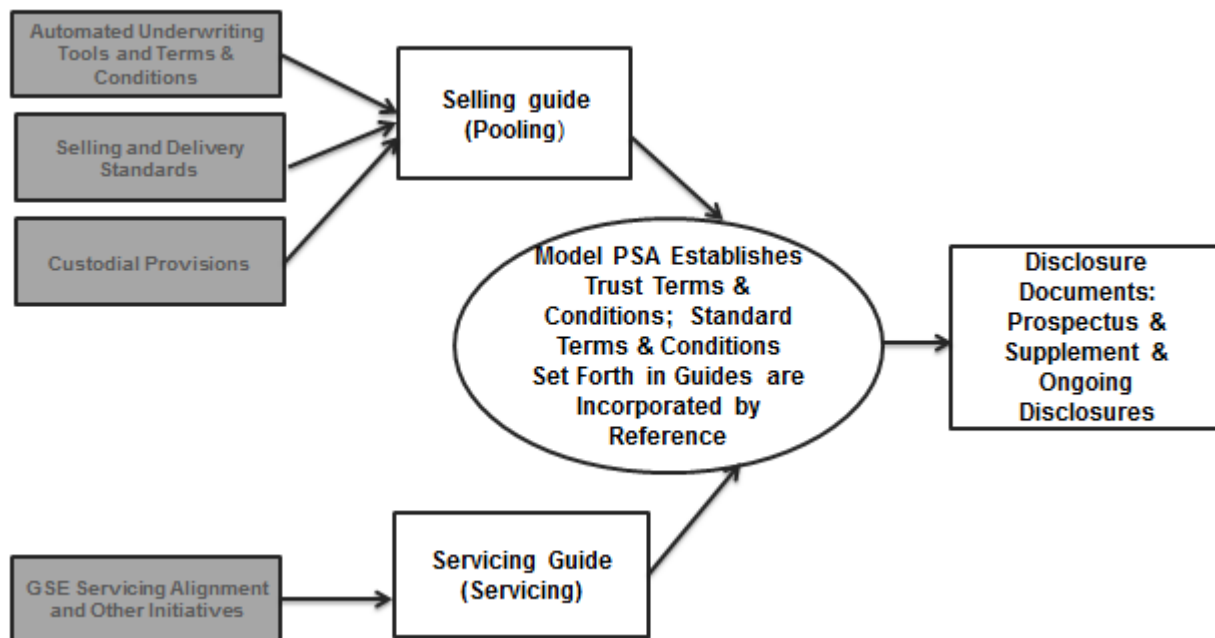 Automated Underwriting
Tools and Terms &
Conditions
Selling and Delivery
Standards
Custodial Provisions
GSE Servicing Alignment
and Other Initiatives
Selling guide
(Pooling)
Servicing Guide
(Servicing)
Model PSA Establishes
Trust Terms &
Conditions; Standard
Terms & Conditions
Set Forth in Guides are
Incorporated by
Reference
Disclosure
Documents:
Prospectus &
Supplement &
Ongoing
Disclosures